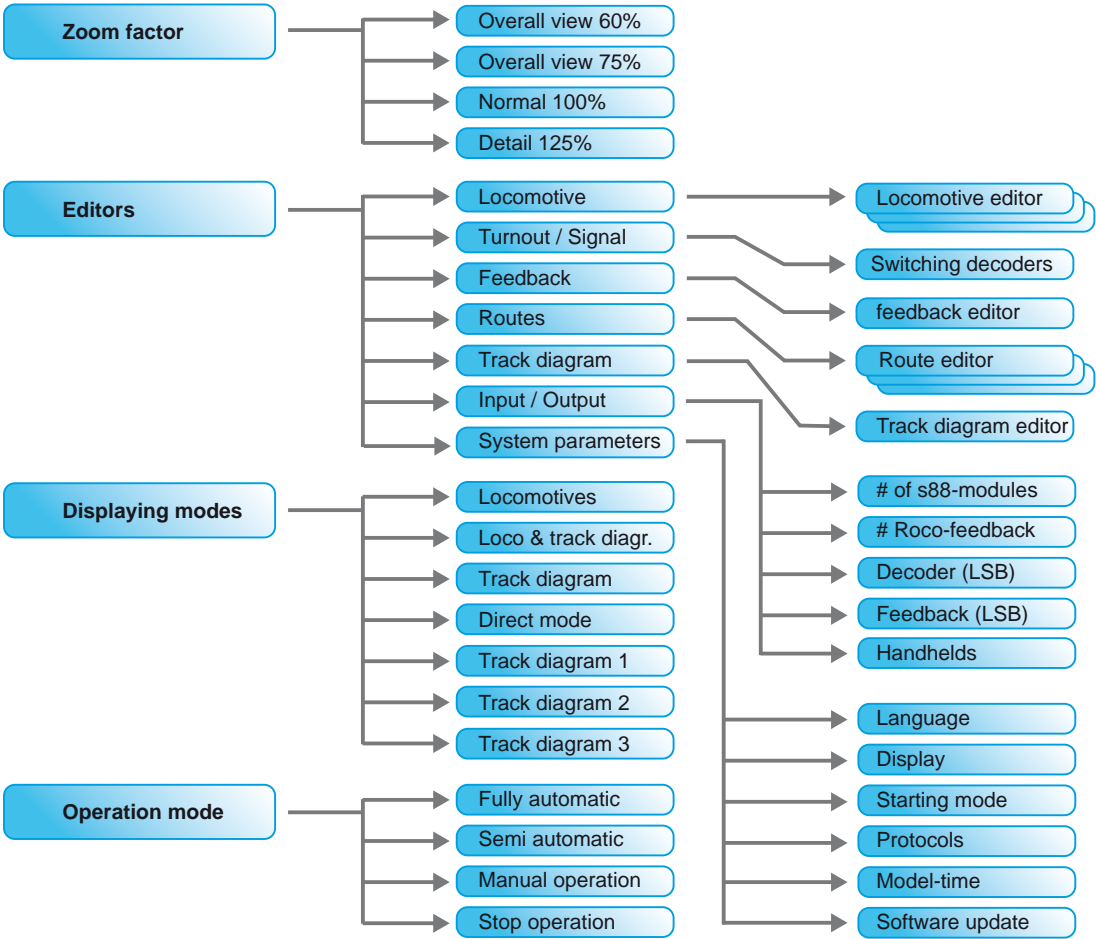 Zoom factor
Overall view 60%
Overall view 75%
Normal 100%
Detail 125%
Editors
Locomotive
Turnout / Signal
Feedback
Routes
Track diagram
Input / Output
System parameters
Locomotive editor
Switching decoders
feedback editor
Route editor
Track diagram editor
# of s88-modules
# Roco-feedback
Decoder (LSB)
Feedback (LSB)
Handhelds
Language
Display
Starting mode
Protocols
Model-time
Software update
Displaying modes
Locomotives
Loco & track diagr.
Track diagram
Direct mode
Track diagram 1
Track diagram 2
Track diagram 3
Operation mode
Fully automatic
Semi automatic
Manual operation
Stop operation